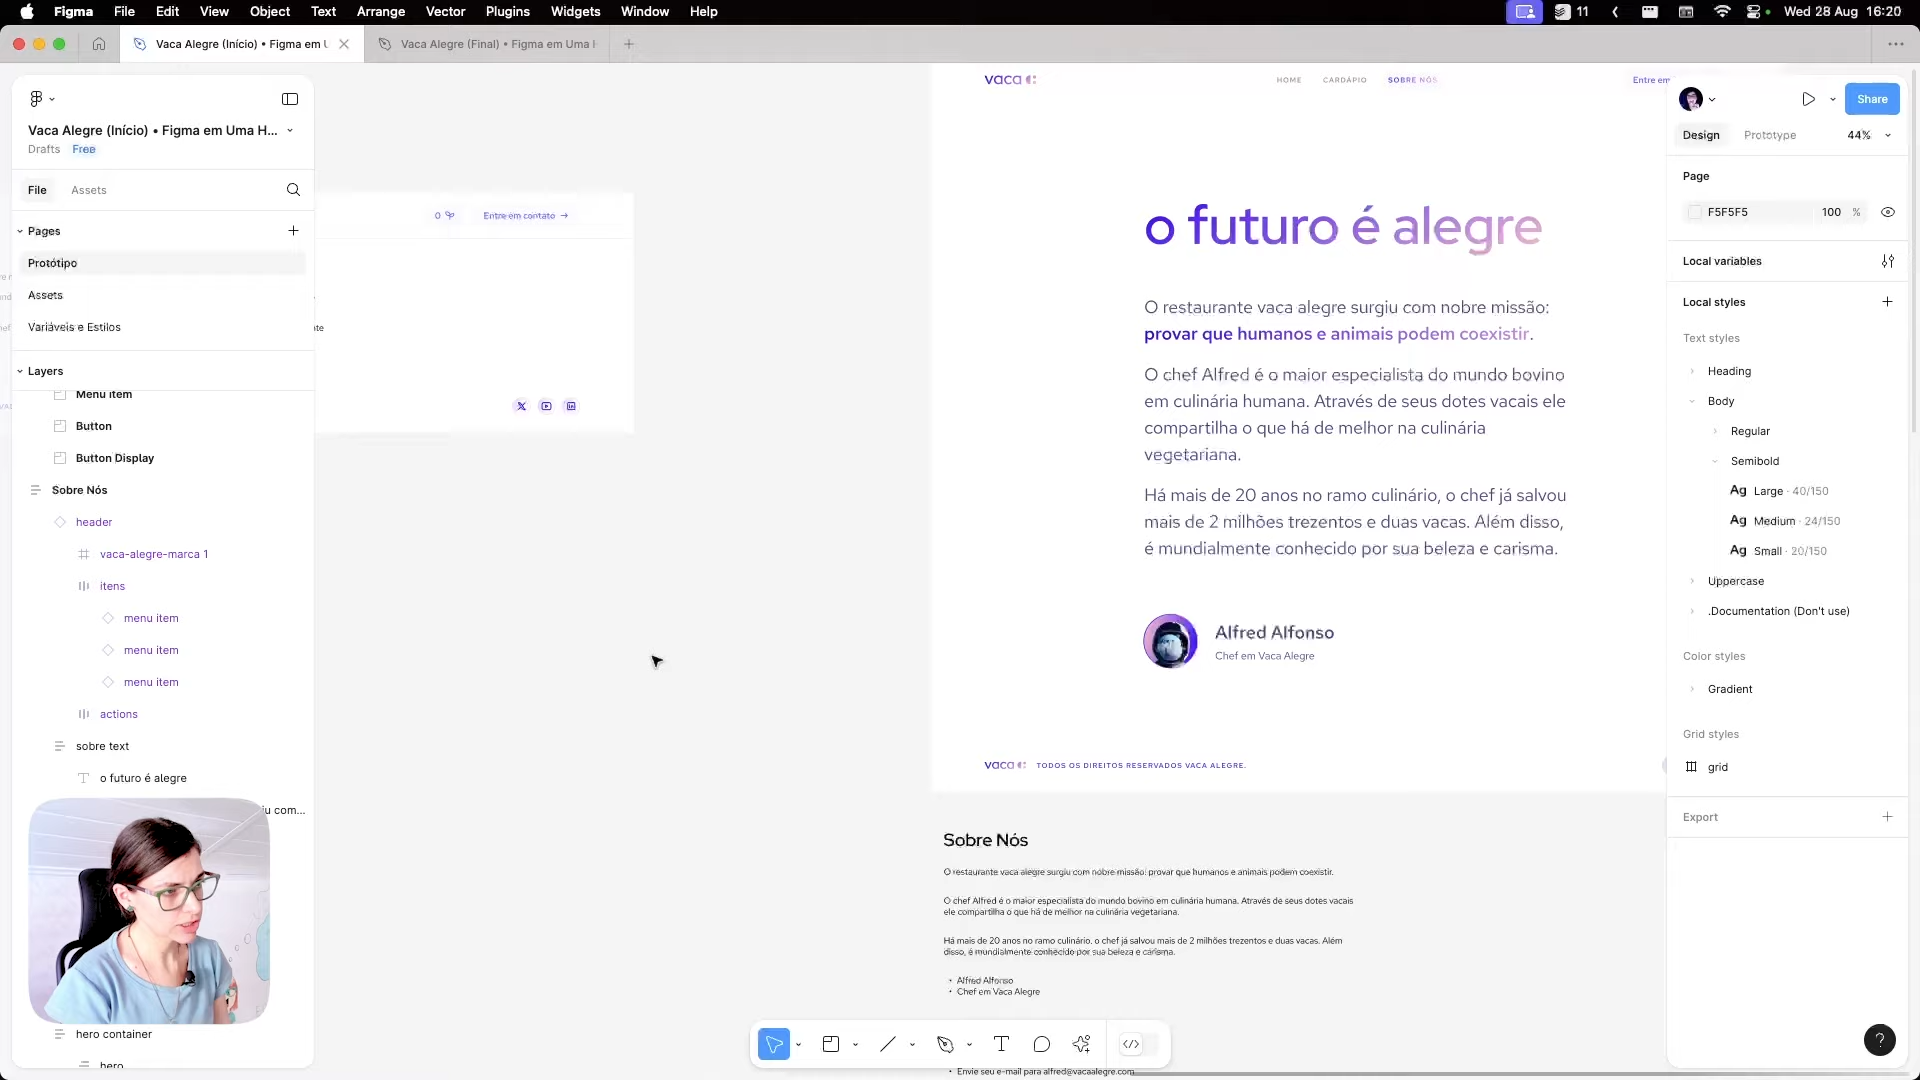 Figma File Edit View Object Text Arrange Vector Plugins Widgets Window Help
11 Wed 28 Aug 16:20
Vaca Alegre (Início) • Figma em U
Vaca Alegre (Final) • Figma em Uma H
Vaca Alegre (Início) • Figma em Uma H...
Drafts Free
File Assets
Pages
Protótipo
Assets
Variáveis e Estilos
Layers
Menu item
Button
Button Display
Sobre Nós
header
vaca-alegre-marca 1
itens
menu item
menu item
menu item
actions
sobre text
o futuro é alegre
iu com...
hero container
hero
0
Entre em contato →
vaca
HOME CARDÁPIO SOBRE NÓS
Entre em
o futuro é alegre
O restaurante vaca alegre surgiu com nobre missão:
provar que humanos e animais podem coexistir.
O chef Alfred é o maior especialista do mundo bovino
em culinária humana. Através de seus dotes vacais ele
compartilha o que há de melhor na culinária
vegetariana.
Há mais de 20 anos no ramo culinário, o chef já salvou
mais de 2 milhões trezentos e duas vacas. Além disso,
é mundialmente conhecido por sua beleza e carisma.
Alfred Alfonso
Chef em Vaca Alegre
vaca TODOS OS DIREITOS RESERVADOS VACA ALEGRE.
Sobre Nós
O restaurante vaca alegre surgiu com nobre missão: provar que humanos e animais podem coexistir.
O chef Alfred é o maior especialista do mundo bovino em culinária humana. Através de seus dotes vacais
ele compartilha o que há de melhor na culinária vegetariana.
Há mais de 20 anos no ramo culinário, o chef já salvou mais de 2 milhões trezentos e duas vacas. Além
disso, é mundialmente conhecido por sua beleza e carisma.
• Alfred Alfonso
• Chef em Vaca Alegre
• Envie seu e-mail para alfred@vacaalegre.com
Share
Design Prototype 44%
Page
F5F5F5 100 %
Local variables
Local styles
Text styles
Heading
Body
Regular
Semibold
Ag Large · 40/150
Ag Medium · 24/150
Ag Small · 20/150
Uppercase
.Documentation (Don't use)
Color styles
Gradient
Grid styles
grid
Export
?